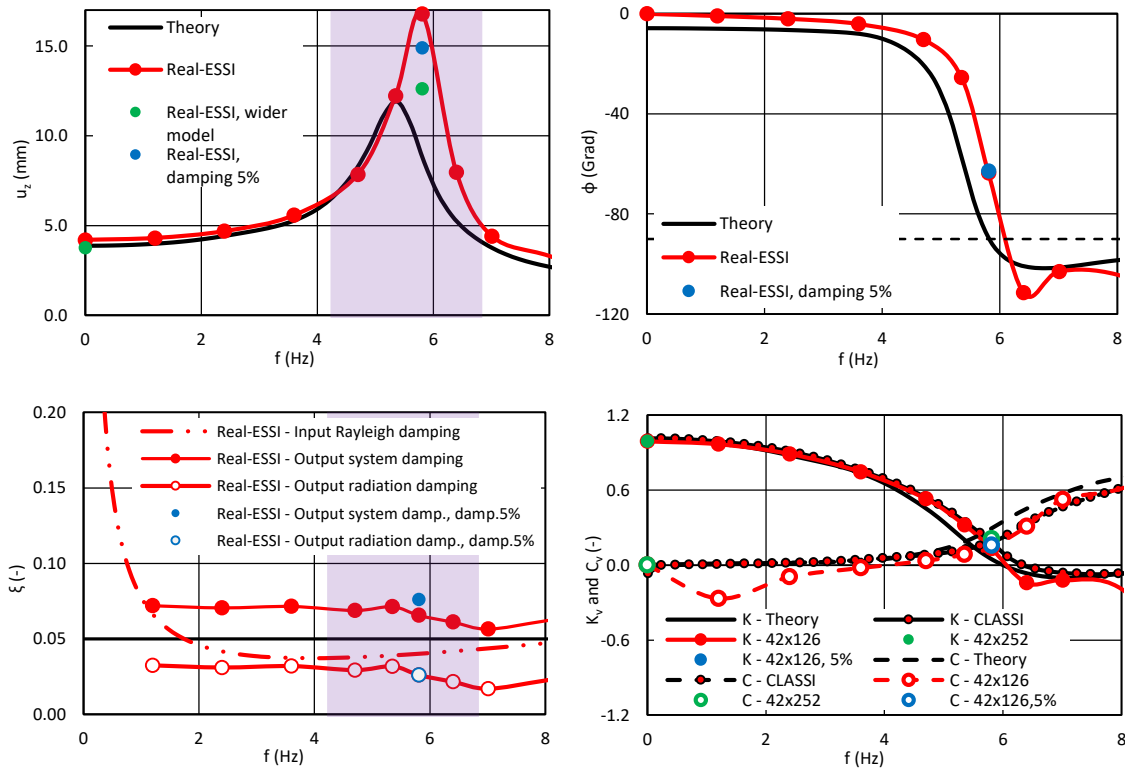 15.0
10.0
5.0
0.0
u_z (mm)
0
2
4
6
8
f (Hz)
Theory
Real-ESSI
Real-ESSI, wider
model
Real-ESSI,
damping 5%
0
-40
-80
-120
ϕ (Grad)
0
2
4
6
8
f (Hz)
Theory
Real-ESSI
Real-ESSI, damping 5%
0.20
0.15
0.10
0.05
0.00
ξ (-)
0
2
4
6
8
f (Hz)
Real-ESSI - Input Rayleigh damping
Real-ESSI - Output system damping
Real-ESSI - Output radiation damping
Real-ESSI - Output system damp., damp.5%
Real-ESSI - Output radiation damp., damp.5%
1.2
0.6
0.0
-0.6
-1.2
K_v and C_v (-)
0
2
4
6
8
f (Hz)
K - Theory
K - CLASSI
K - 42x126
K - 42x252
K - 42x126, 5%
C - Theory
C - CLASSI
C - 42x126
C - 42x252
C - 42x126,5%